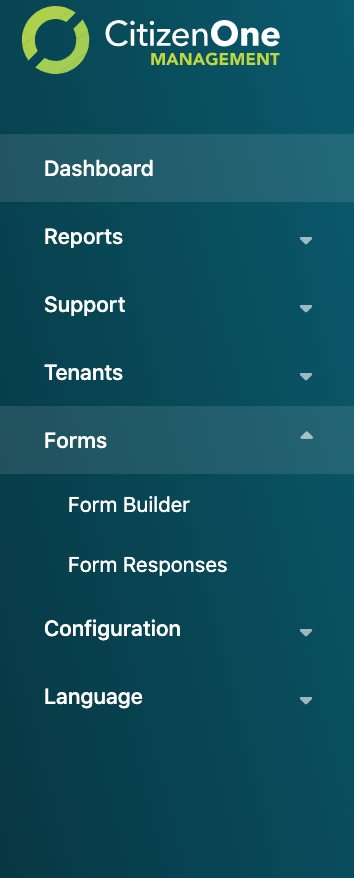 CitizenOne
MANAGEMENT
Dashboard
Reports
Support
Tenants
Forms
Form Builder
Form Responses
Configuration
Language